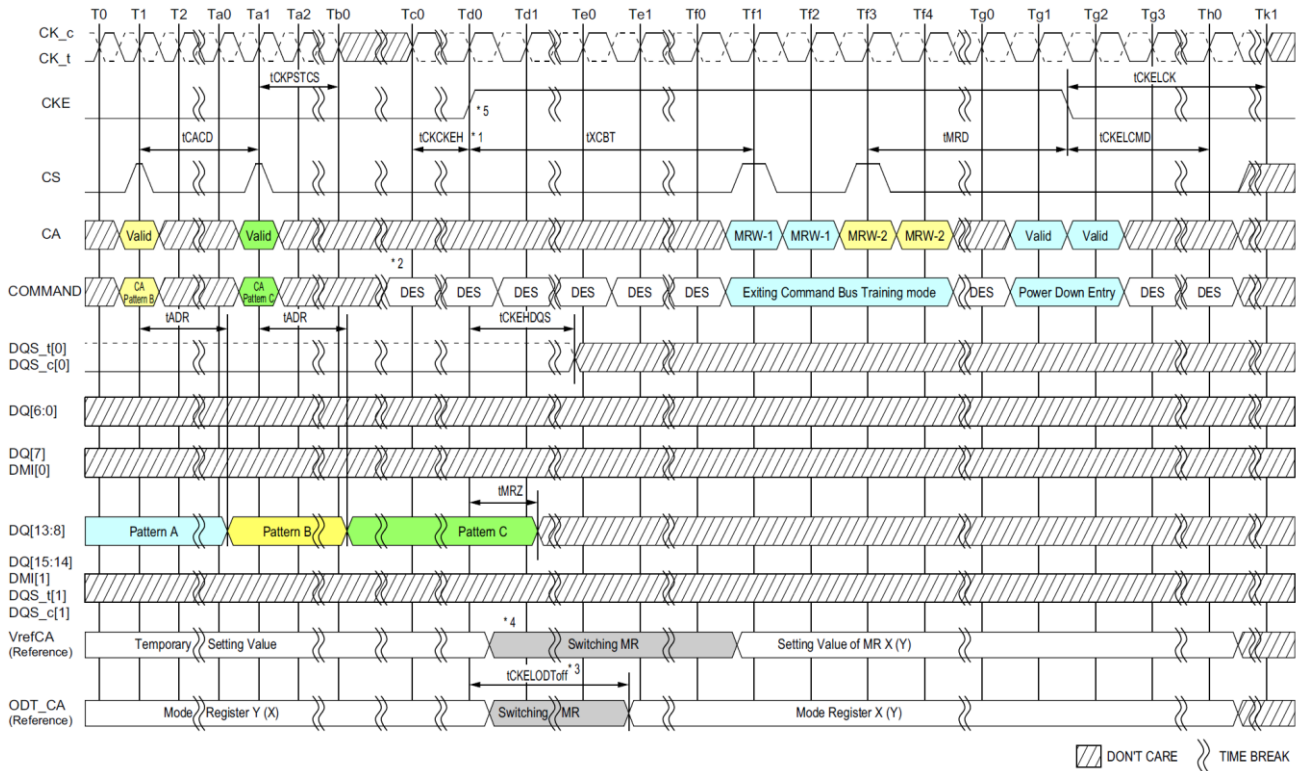 T0 T1 T2 Ta0 Ta1 Ta2 Tb0 Tc0 Td0 Td1 Te0 Te1 Tf0 Tf1 Tf2 Tf3 Tf4 Tg0 Tg1 Tg2 Tg3 Th0 Tk1
CK_c
CK_t
tCKPSTCS tCKELCK
CKE * 5
tCACD tCKCKEH * 1 tXCBT tMRD tCKELCMD
CS
CA Valid Valid MRW-1 MRW-1 MRW-2 MRW-2 Valid Valid
* 2
COMMAND CA Pattern B CA Pattern C DES DES DES DES DES DES Exiting Command Bus Training mode DES Power Down Entry DES DES
tADR tADR tCKEHDQS
DQS_t[0]
DQS_c[0]
DQ[6:0]
DQ[7]
DMI[0]
tMRZ
DQ[13:8] Pattern A Pattern B Pattern C
DQ[15:14]
DMI[1]
DQS_t[1]
DQS_c[1]
* 4
VrefCA Temporary Setting Value Switching MR Setting Value of MR X (Y)
(Reference)
tCKELODToff * 3
ODT_CA Mode Register Y (X) Switching MR Mode Register X (Y)
(Reference)
DON'T CARE TIME BREAK